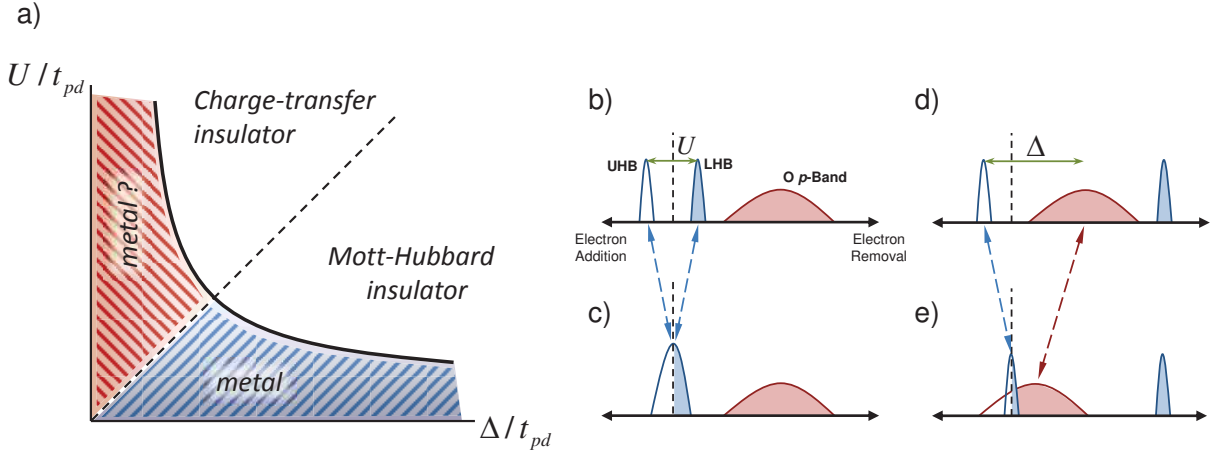 a)
U / t_pd
Charge-transfer
insulator
metal ?
Mott-Hubbard
insulator
metal
Δ / t_pd
b)
U
UHB
LHB
O p-Band
Electron
Addition
Electron
Removal
c)
d)
Δ
e)